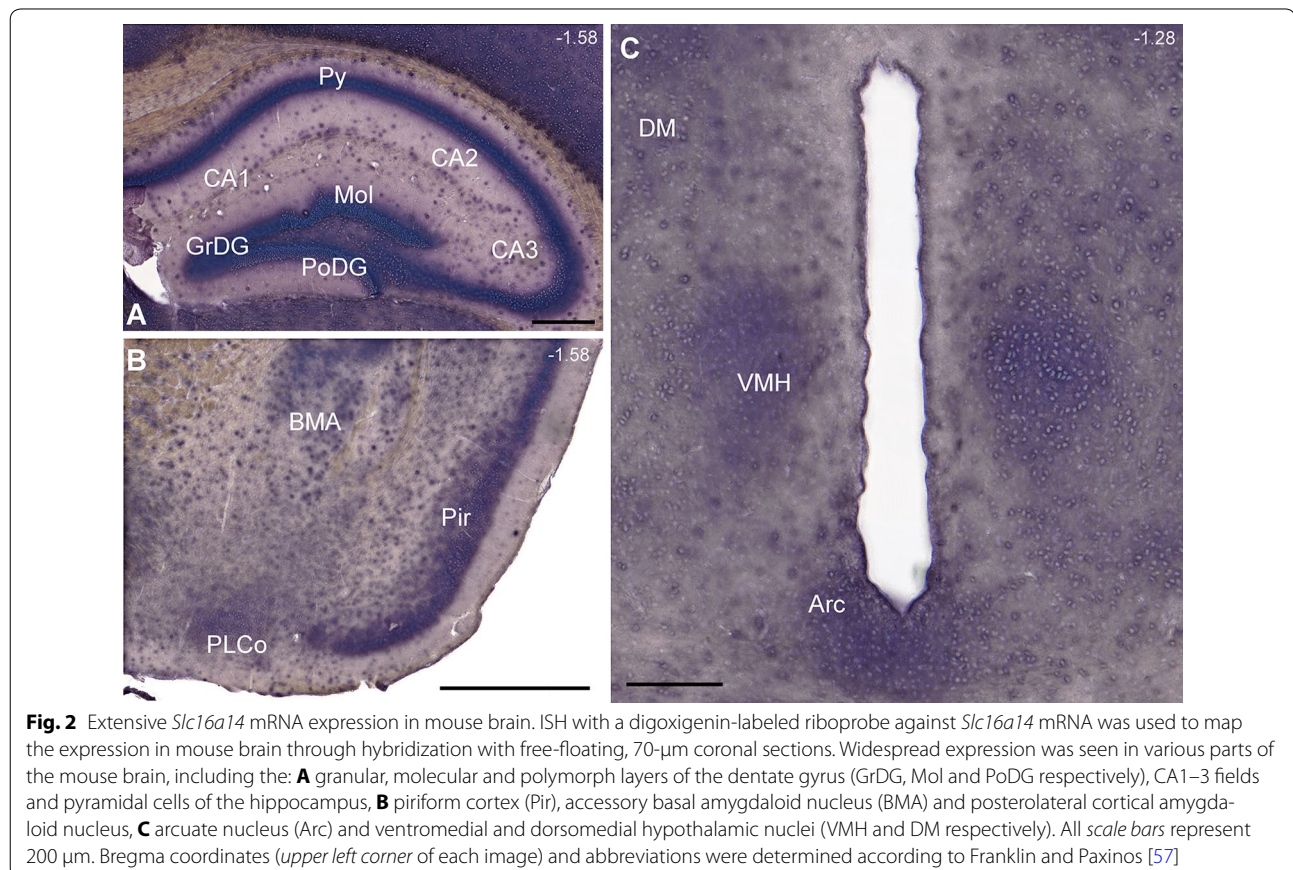 -1.58
Py
CA2
CA1
Mol
GrDG
CA3
PoDG
A
B
-1.58
BMA
Pir
PLCo
C
-1.28
DM
VMH
Arc
Fig. 2 Extensive Slc16a14 mRNA expression in mouse brain. ISH with a digoxigenin-labeled riboprobe against Slc16a14 mRNA was used to map
the expression in mouse brain through hybridization with free-floating, 70-µm coronal sections. Widespread expression was seen in various parts of
the mouse brain, including the: A granular, molecular and polymorph layers of the dentate gyrus (GrDG, Mol and PoDG respectively), CA1–3 fields
and pyramidal cells of the hippocampus, B piriform cortex (Pir), accessory basal amygdaloid nucleus (BMA) and posterolateral cortical amygda-
loid nucleus, C arcuate nucleus (Arc) and ventromedial and dorsomedial hypothalamic nuclei (VMH and DM respectively). All scale bars represent
200 µm. Bregma coordinates (upper left corner of each image) and abbreviations were determined according to Franklin and Paxinos [57]